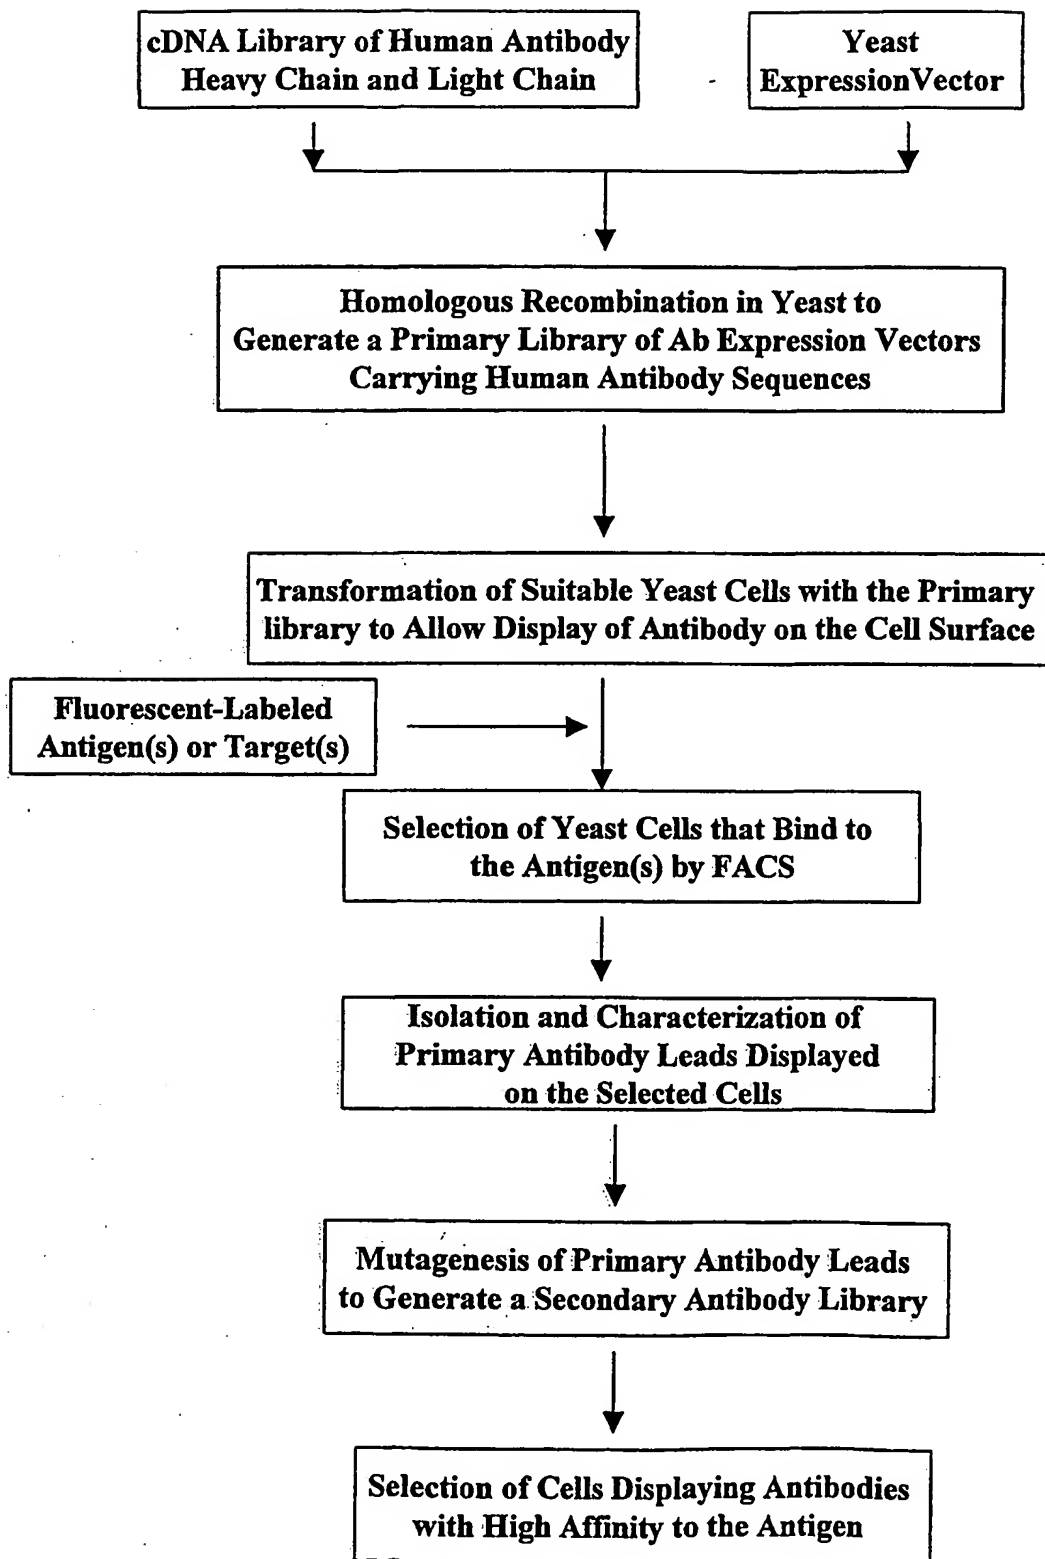 cDNA Library of Human Antibody
Heavy Chain and Light Chain
Yeast
ExpressionVector
Homologous Recombination in Yeast to
Generate a Primary Library of Ab Expression Vectors
Carrying Human Antibody Sequences
Transformation of Suitable Yeast Cells with the Primary
library to Allow Display of Antibody on the Cell Surface
Fluorescent-Labeled
Antigen(s) or Target(s)
Selection of Yeast Cells that Bind to
the Antigen(s) by FACS
Isolation and Characterization of
Primary Antibody Leads Displayed
on the Selected Cells
Mutagenesis of Primary Antibody Leads
to Generate a Secondary Antibody Library
Selection of Cells Displaying Antibodies
with High Affinity to the Antigen